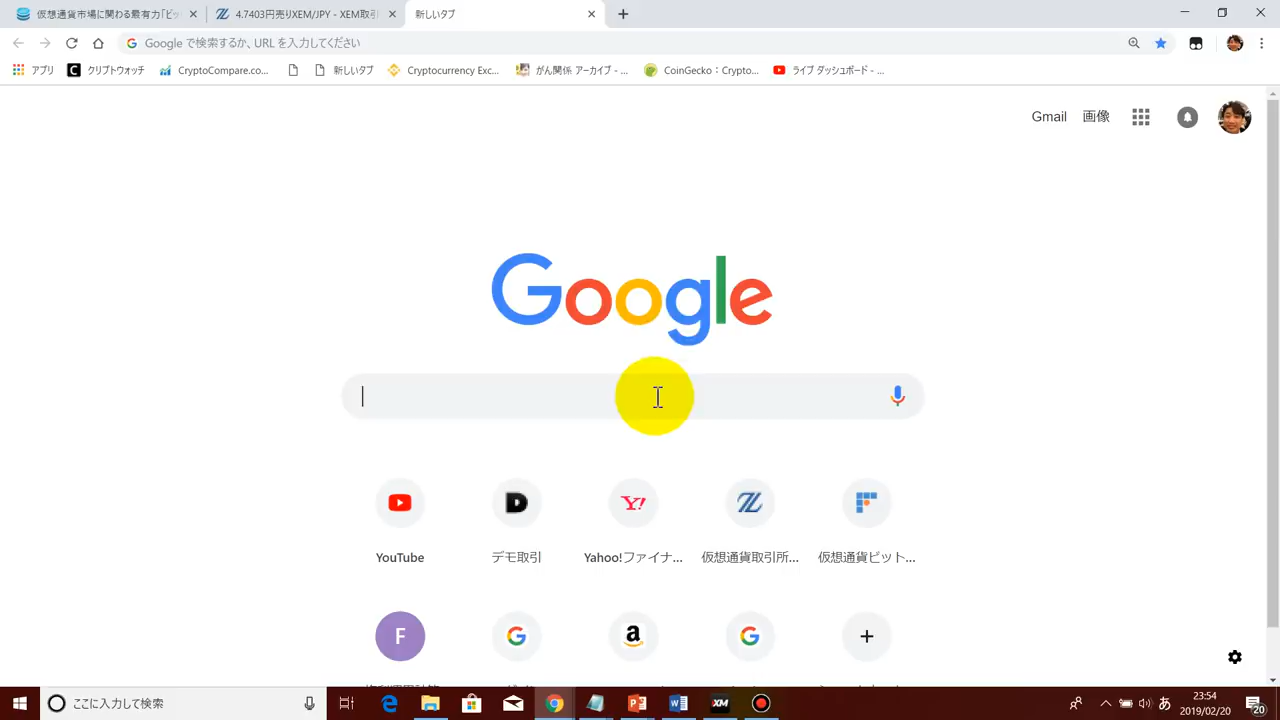 仮想通貨市場に関わる最有力「ビッ
4.7403円売りXEM/JPY - XEM取引
新しいタブ
Google で検索するか、URL を入力してください
アプリ
クリプトウォッチ
CryptoCompare.co...
新しいタブ
Cryptocurrency Exc...
がん関係 アーカイブ - ...
CoinGecko：Crypto...
ライブ ダッシュボード - ...
Gmail
画像
Google
YouTube
デモ取引
Yahoo!ファイナ...
仮想通貨取引所...
仮想通貨ビット...
F
ここに入力して検索
XM
あ
23:54
2019/02/20
20